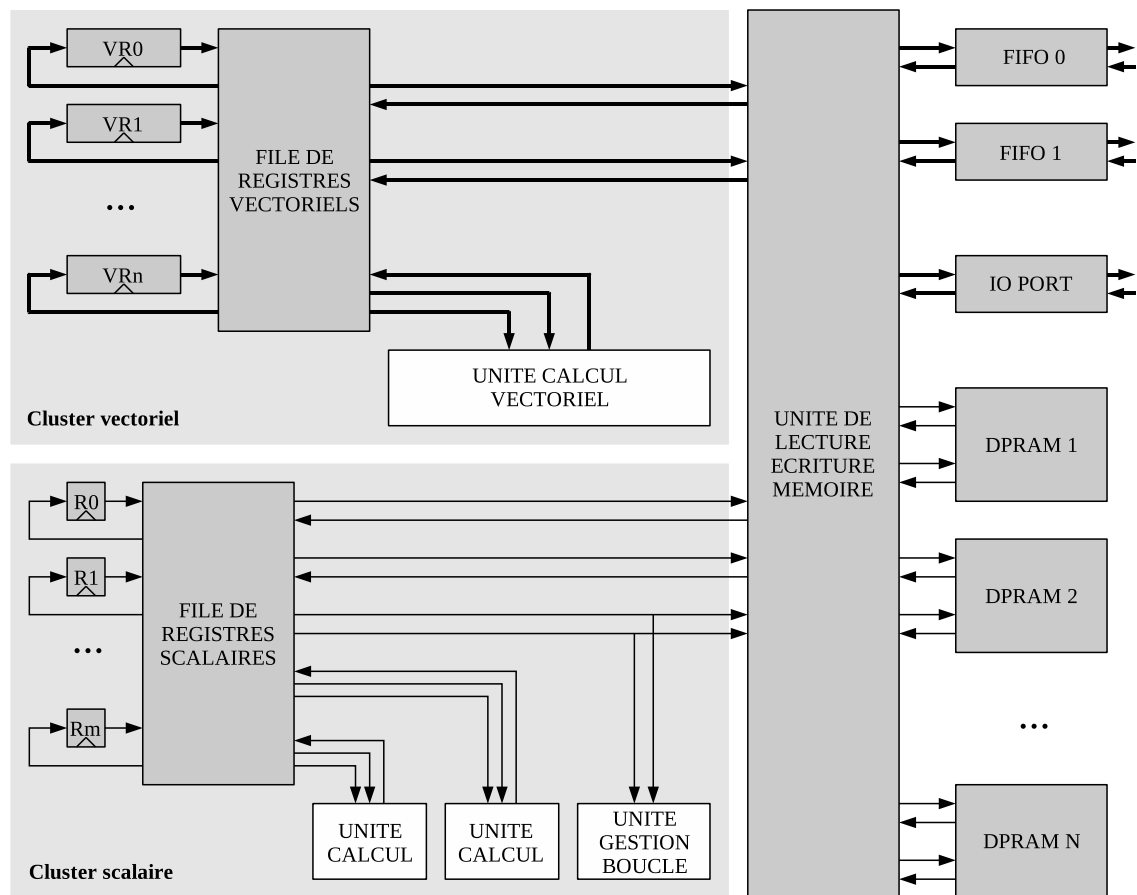 VR0
VR1
...
VRn
FILE DE
REGISTRES
VECTORIELS
UNITE CALCUL
VECTORIEL
Cluster vectoriel
R0
R1
...
Rm
FILE DE
REGISTRES
SCALAIRES
UNITE
CALCUL
UNITE
CALCUL
UNITE
GESTION
BOUCLE
Cluster scalaire
UNITE DE
LECTURE
ECRITURE
MEMOIRE
FIFO 0
FIFO 1
IO PORT
DPRAM 1
DPRAM 2
...
DPRAM N